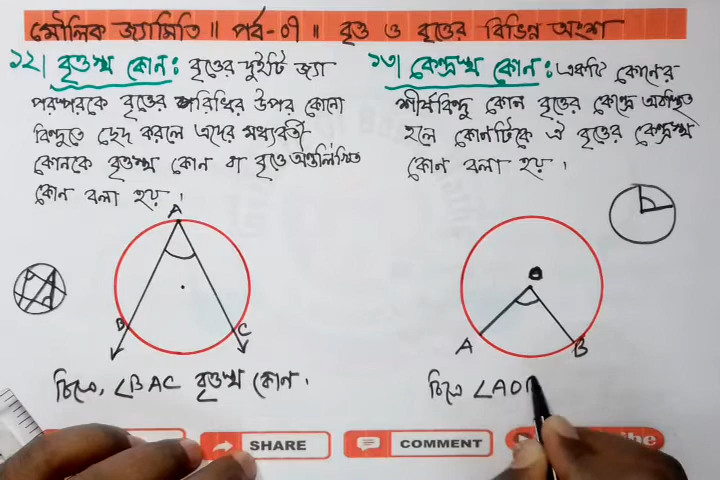 মৌলিক জ্যামিতি ॥ পর্ব-০৭ ॥ বৃত্ত ও বৃত্তের বিভিন্ন অংশ
১২| বৃত্তস্থ কোন: বৃত্তের দুইটি জ্যা
পরস্পরকে বৃত্তের পরিধির উপর কোনো
বিন্দুতে ছেদ করলে এদের মধ্যবর্তী
কোনকে বৃত্তস্থ কোন বা বৃত্তে অন্তর্লিখিত
কোন বলা হয়।
A
B
C
চিত্রে, ∠BAC বৃত্তস্থ কোন।
১৩| কেন্দ্রস্থ কোন: একটি কোনের
শীর্ষবিন্দু কোন বৃত্তের কেন্দ্রে অবস্থিত
হলে কোনটিকে ঐ বৃত্তের কেন্দ্রস্থ
কোন বলা হয়।
A
B
চিত্রে ∠AO
SHARE
COMMENT